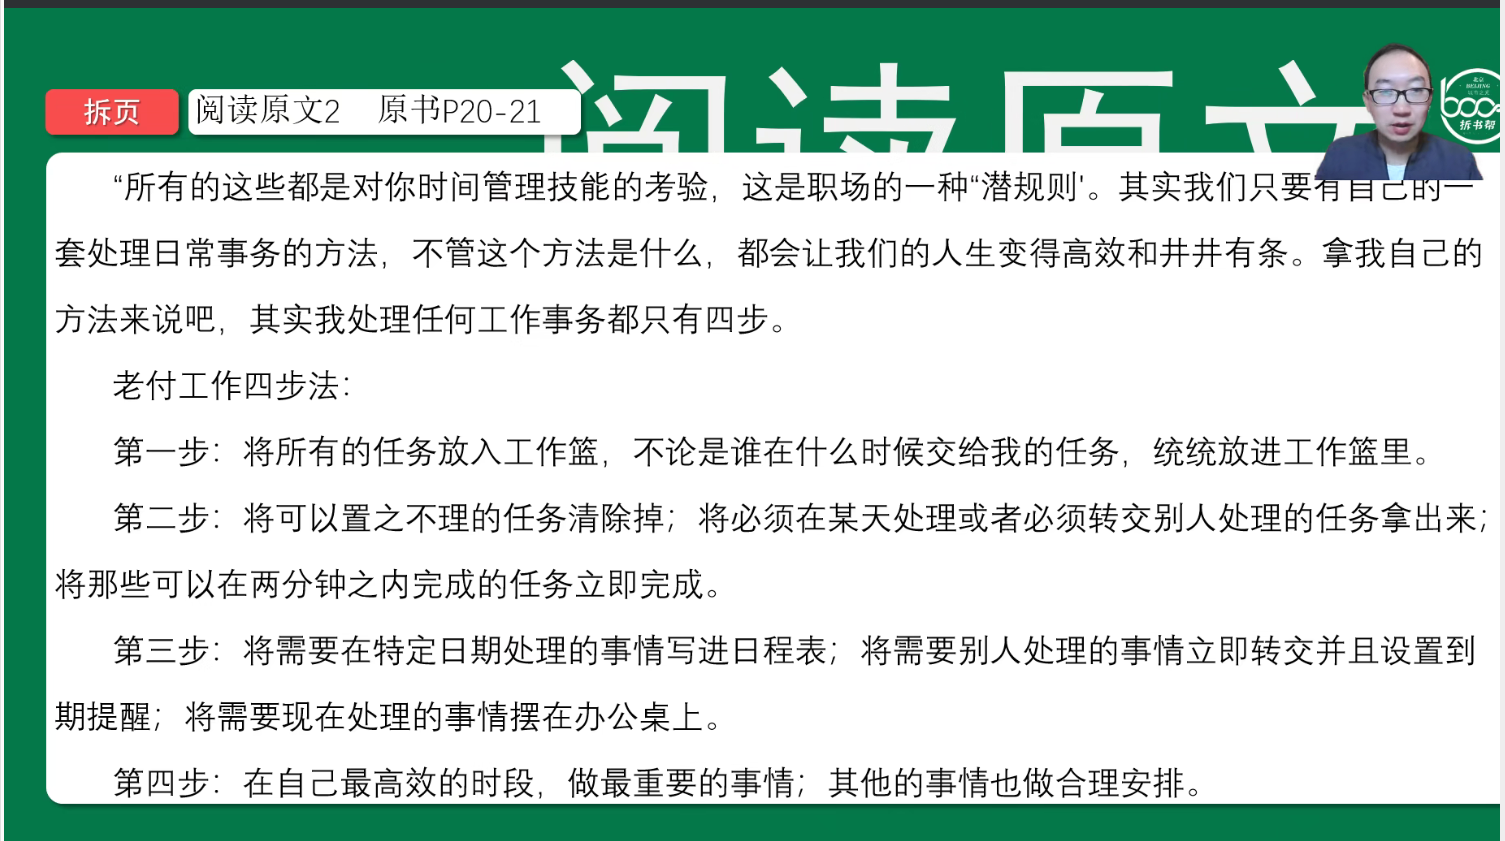 阅读原文
拆页
阅读原文2 原书P20-21
北京
BEIJING
拆书帮
“所有的这些都是对你时间管理技能的考验，这是职场的一种“潜规则'。其实我们只要有自己的一
套处理日常事务的方法，不管这个方法是什么，都会让我们的人生变得高效和井井有条。拿我自己的
方法来说吧，其实我处理任何工作事务都只有四步。
老付工作四步法：
第一步：将所有的任务放入工作篮，不论是谁在什么时候交给我的任务，统统放进工作篮里。
第二步：将可以置之不理的任务清除掉；将必须在某天处理或者必须转交别人处理的任务拿出来；
将那些可以在两分钟之内完成的任务立即完成。
第三步：将需要在特定日期处理的事情写进日程表；将需要别人处理的事情立即转交并且设置到
期提醒；将需要现在处理的事情摆在办公桌上。
第四步：在自己最高效的时段，做最重要的事情；其他的事情也做合理安排。